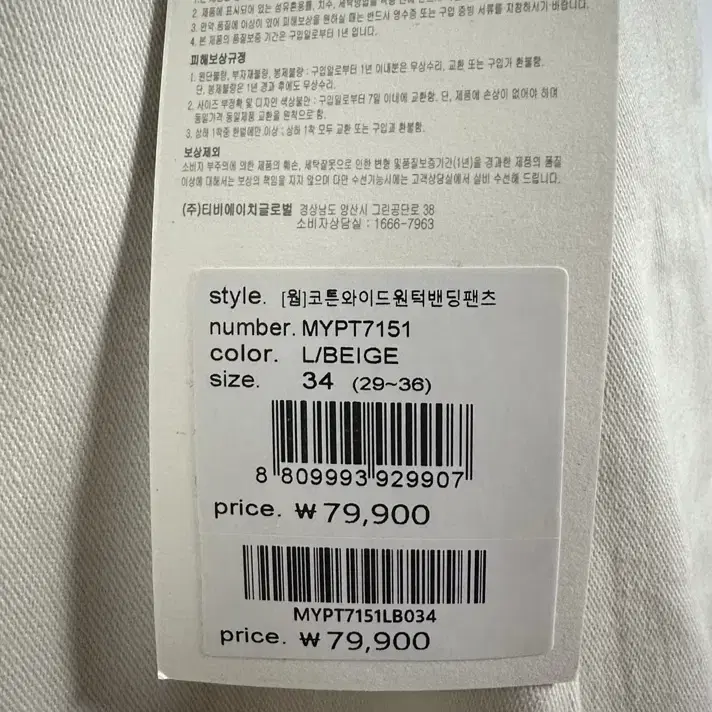 2. 제품에 표시되어 있는 섬유혼용률, 치수, 세탁방법을
3. 만약 품질에 이상이 있어 피해보상을 원하실 때는 반드시 영수증 또는 구입 증빙 서류를 지참하시기 바랍니다.
4. 본 제품의 품질보증 기간은 구입일로부터 1년 입니다.
피해보상규정
1. 원단불량, 부자재불량, 봉제불량 : 구입일로부터 1년 이내분은 무상수리, 교환 또는 구입가 환불함.
단, 봉제불량은 1년 경과 후에도 무상수리.
2. 사이즈 부정확 및 디자인 색상불만 : 구입일로부터 7일 이내에 교환함. 단, 제품에 손상이 없어야 하며
동일가격 동일제품 교환을 원칙으로 함.
3. 상하 1착중 한벌에만 이상 : 상하 1착 모두 교환 또는 구입과 환불함.
보상제외
소비자 부주의에 의한 제품의 훼손, 세탁잘못으로 인한 변형 및품질보증기간(1년)을 경과한 제품의 품질
이상에 대해서는 보상의 책임을 지지 않으며 다면 수선가능시에는 고객상담실에서 실비 수선해 드립니다.
(주)티비에이치글로벌 경상남도 양산시 그린공단로 38
소비자상담실 : 1666-7963
style. [웜]코튼와이드원턱밴딩팬츠
number. MYPT7151
color. L/BEIGE
size. 34 (29~36)
8 809993 929907
price. ₩ 79,900
MYPT7151LB034
price. ₩ 79,900